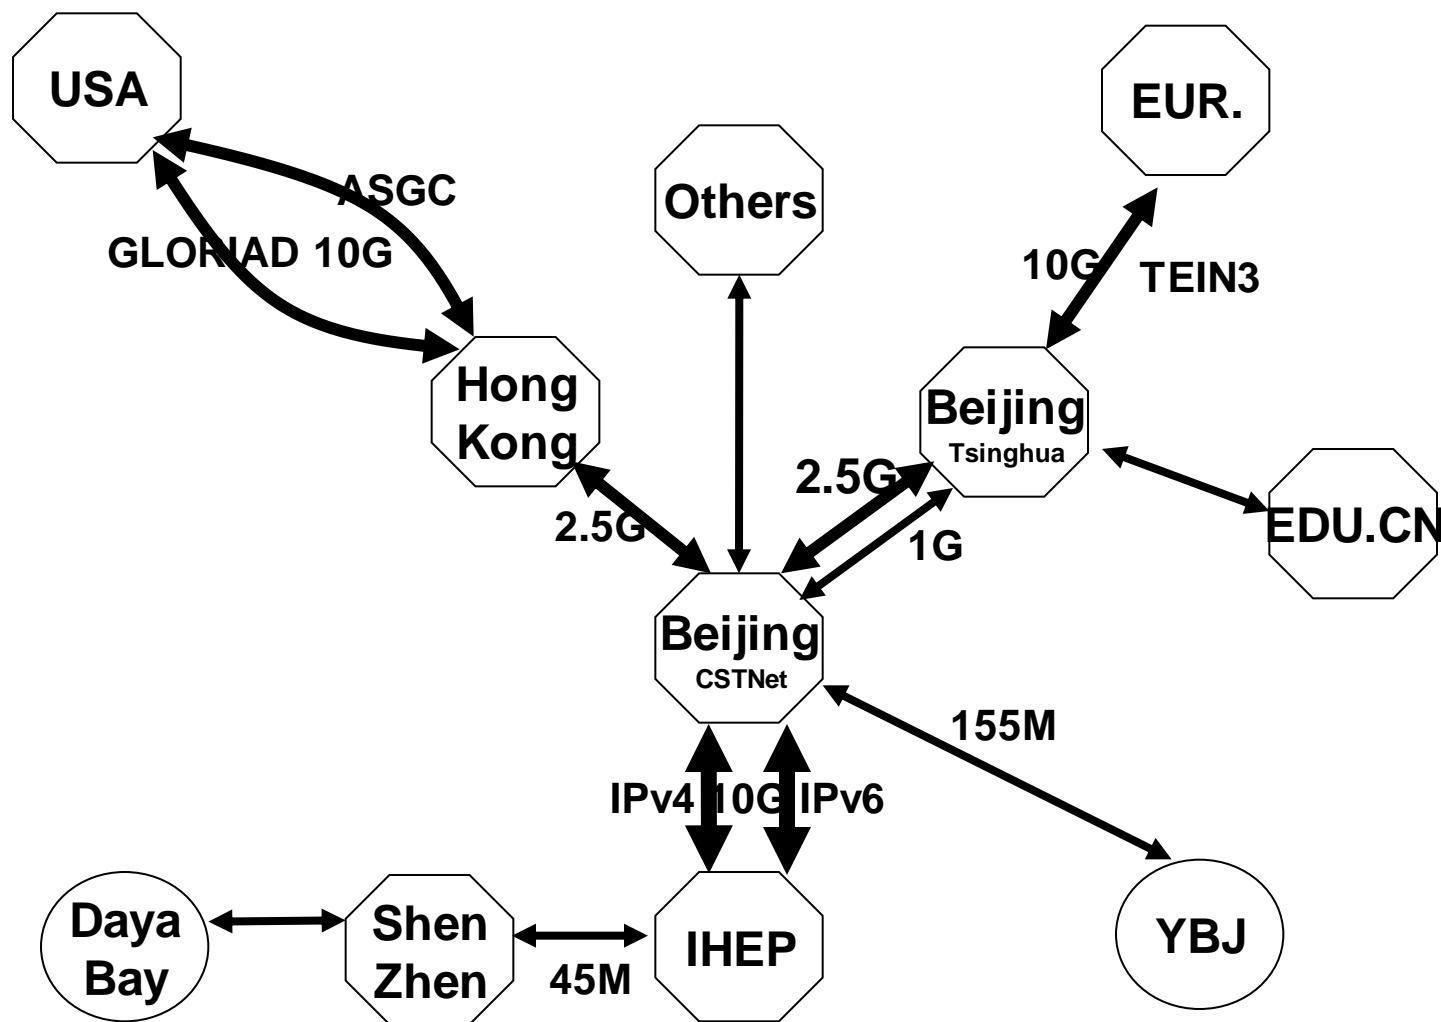 USA
EUR.
Others
ASGC
GLORIAD 10G
10G
TEIN3
Hong
Kong
Beijing
Tsinghua
2.5G
2.5G
1G
EDU.CN
Beijing
CSTNet
155M
IPv4 10G IPv6
Daya
Bay
Shen
Zhen
45M
IHEP
YBJ